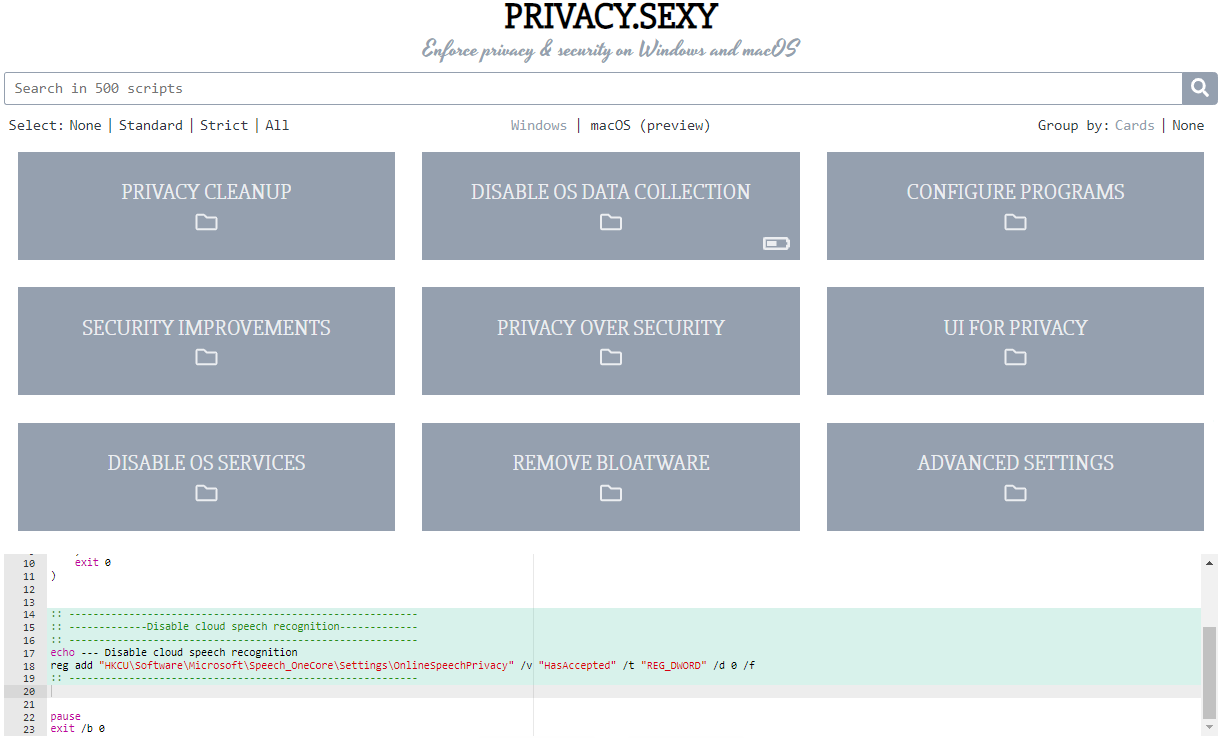 PRIVACY.SEXY
Enforce privacy & security on Windows and macOS
Search in 500 scripts
Select: None | Standard | Strict | All
Windows | macOS (preview)
Group by: Cards | None
PRIVACY CLEANUP
DISABLE OS DATA COLLECTION
CONFIGURE PROGRAMS
SECURITY IMPROVEMENTS
PRIVACY OVER SECURITY
UI FOR PRIVACY
DISABLE OS SERVICES
REMOVE BLOATWARE
ADVANCED SETTINGS
10     exit 0
11 )
12
13
14 :: ----------------------------------------------------------
15 :: -------------Disable cloud speech recognition-------------
16 :: ----------------------------------------------------------
17 echo --- Disable cloud speech recognition
18 reg add "HKCU\Software\Microsoft\Speech_OneCore\Settings\OnlineSpeechPrivacy" /v "HasAccepted" /t "REG_DWORD" /d 0 /f
19 :: ----------------------------------------------------------
20
21
22 pause
23 exit /b 0